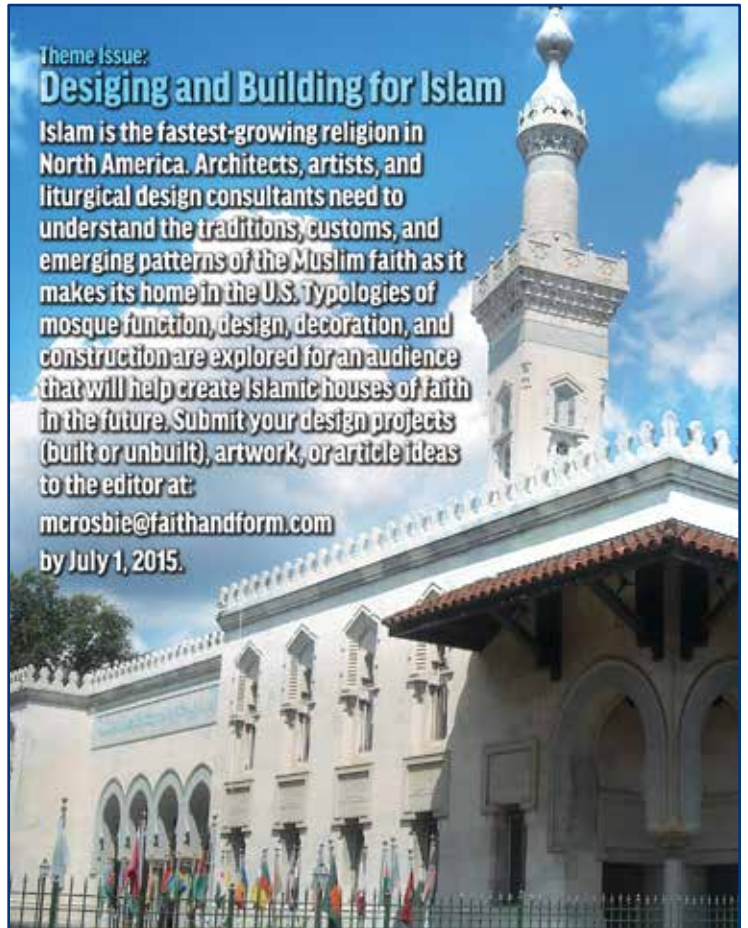 Theme Issue:
Desiging and Building for Islam
Islam is the fastest-growing religion in
North America. Architects, artists, and
liturgical design consultants need to
understand the traditions, customs, and
emerging patterns of the Muslim faith as it
makes its home in the U.S. Typologies of
mosque function, design, decoration, and
construction are explored for an audience
that will help create Islamic houses of faith
in the future. Submit your design projects
(built or unbuilt), artwork, or article ideas
to the editor at:
mcrosbie@faithandform.com
by July 1, 2015.